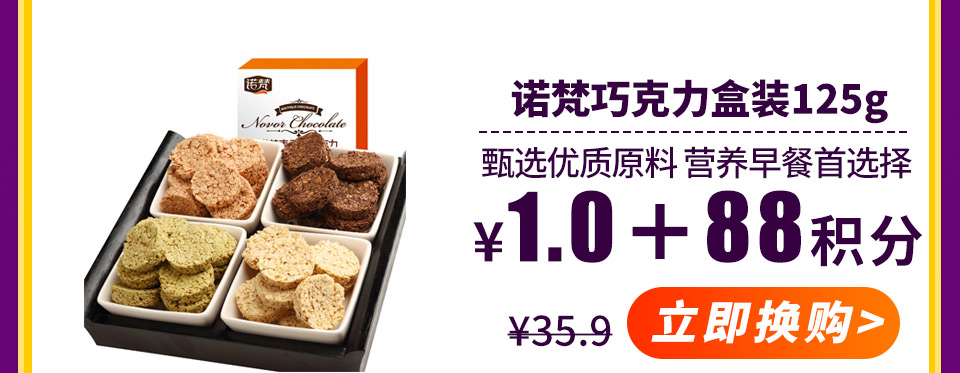 诺梵
BOUTIQUE CHOCOLATE
Novor Chocolate
诺梵巧克力盒装125g
甄选优质原料 营养早餐首选择
¥1.0＋88积分
¥35.9
立即换购>